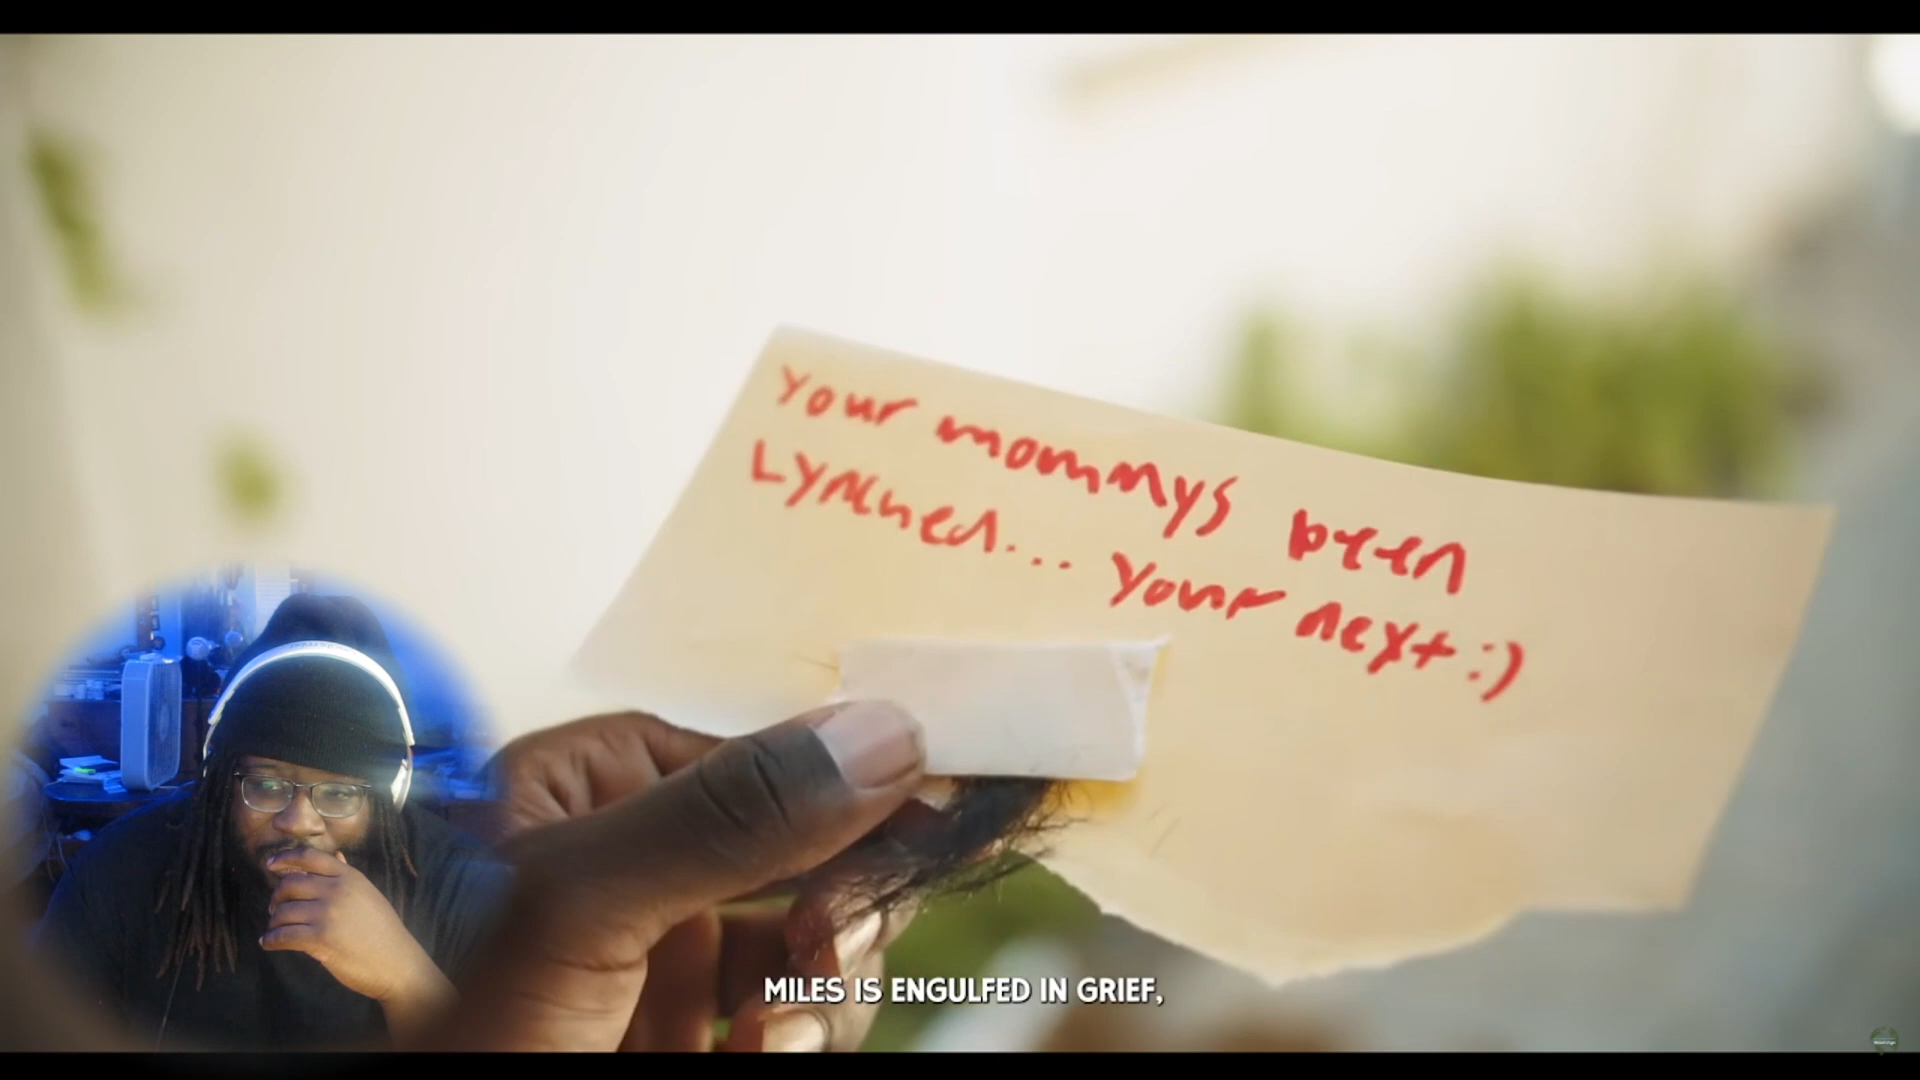 Your mommys been
Lynched... Your next :)
MILES IS ENGULFED IN GRIEF,